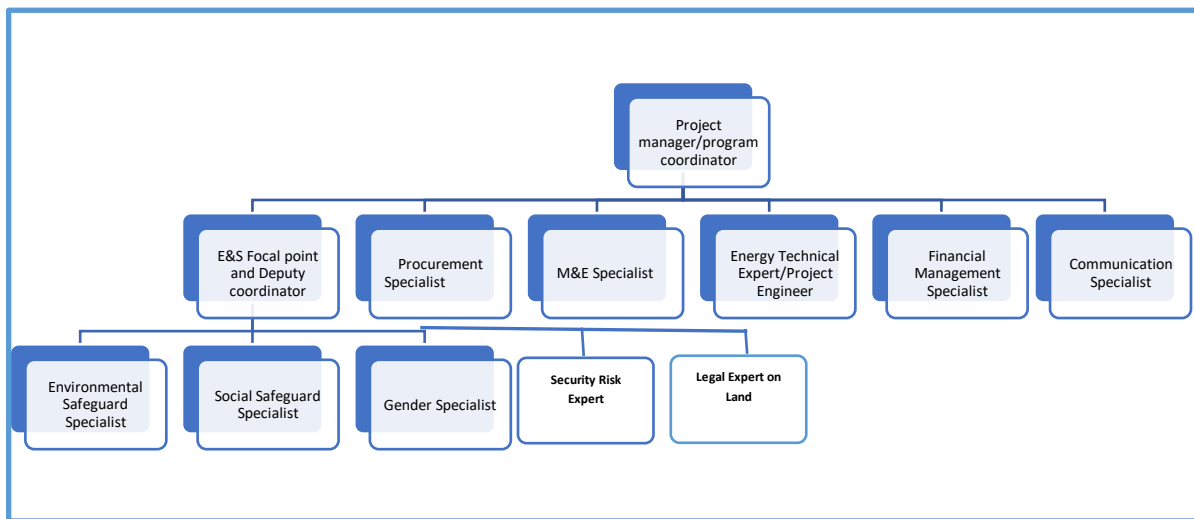 Project
manager/program
coordinator
E&S Focal point
and Deputy
coordinator
Procurement
Specialist
M&E Specialist
Energy Technical
Expert/Project
Engineer
Financial
Management
Specialist
Communication
Specialist
Environmental
Safeguard
Specialist
Social Safeguard
Specialist
Gender Specialist
Security Risk
Expert
Legal Expert on
Land